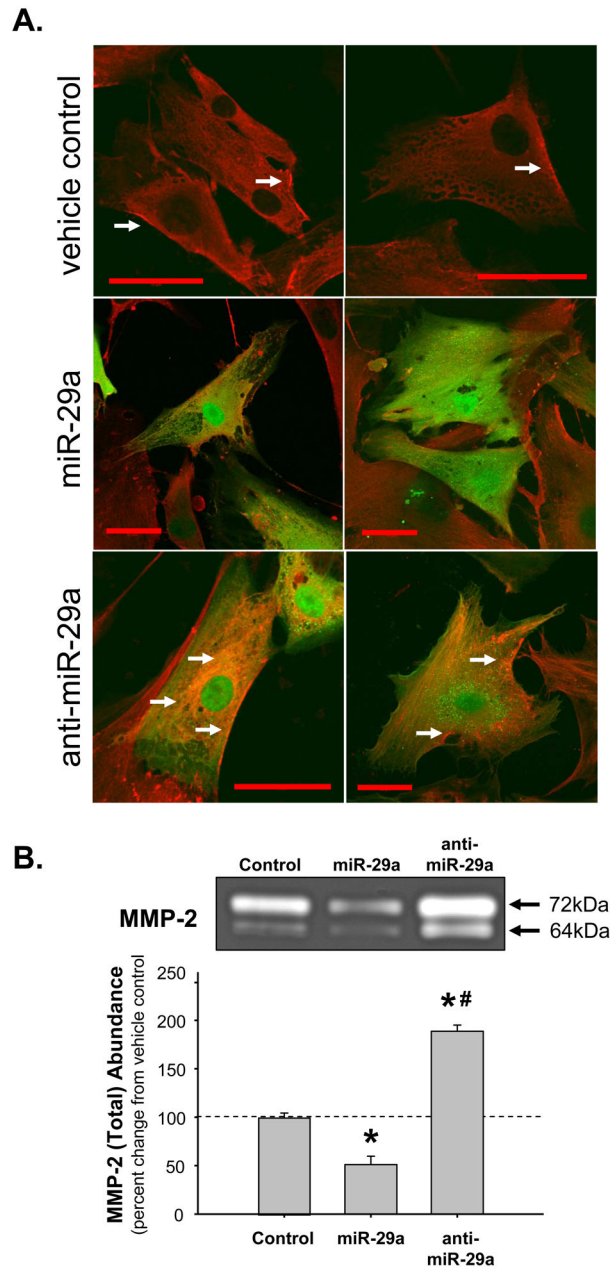 A.
vehicle control
miR-29a
anti-miR-29a
B.
Control
miR-29a
anti-
miR-29a
MMP-2
72kDa
64kDa
MMP-2 (Total) Abundance
(percent change from vehicle control
250
200
150
100
50
0
*
*#
Control
miR-29a
anti-
miR-29a